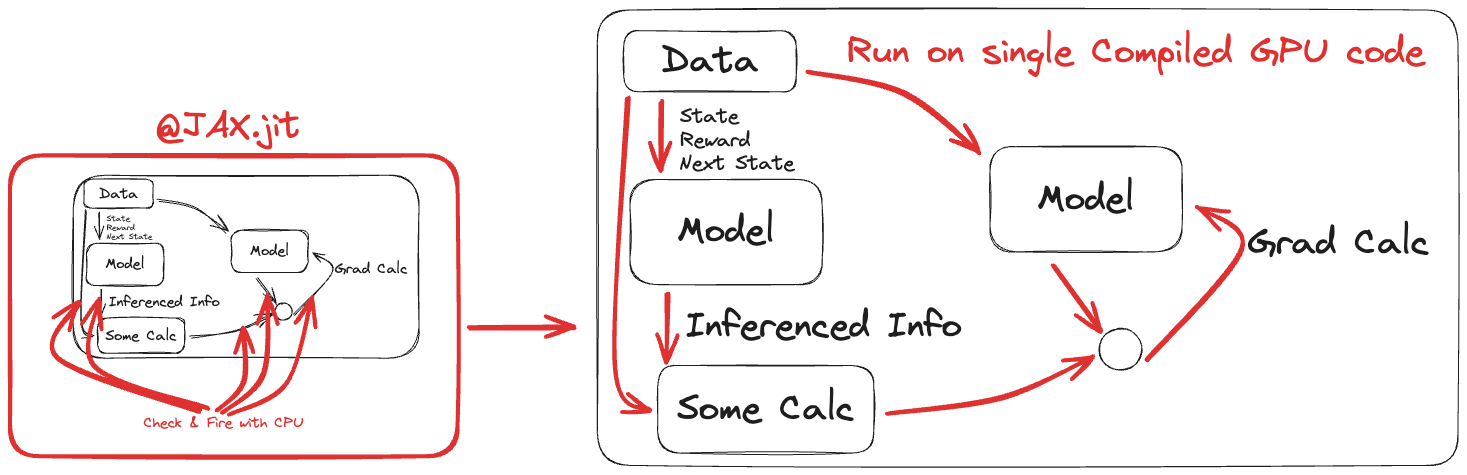 @JAX.jit
Data
State
Reward
Next State
Model
Model
Grad Calc
Inferenced Info
Some Calc
Check & Fire with CPU
Data
Run on single Compiled GPU code
State
Reward
Next State
Model
Model
Grad Calc
Inferenced Info
Some Calc